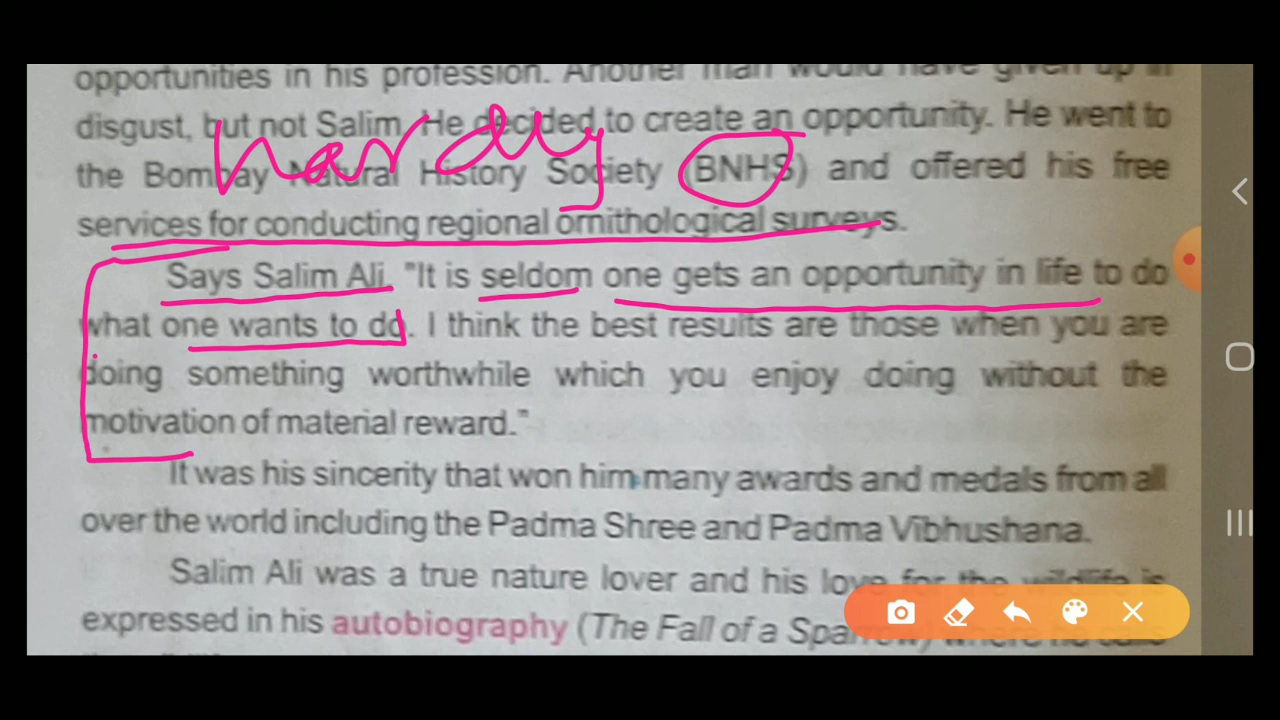 opportunities in his profession. Another man would have given up in
disgust, but not Salim. He decided to create an opportunity. He went to
hardly
the Bombay Natural History Society (BNHS) and offered his free
services for conducting regional ornithological surveys.
Says Salim Ali. "It is seldom one gets an opportunity in life to do
what one wants to do. I think the best results are those when you are
doing something worthwhile which you enjoy doing without the
motivation of material reward."
It was his sincerity that won him many awards and medals from all
over the world including the Padma Shree and Padma Vibhushana.
Salim Ali was a true nature lover and his love for the wildlife is
expressed in his autobiography (The Fall of a Sparrow) where he